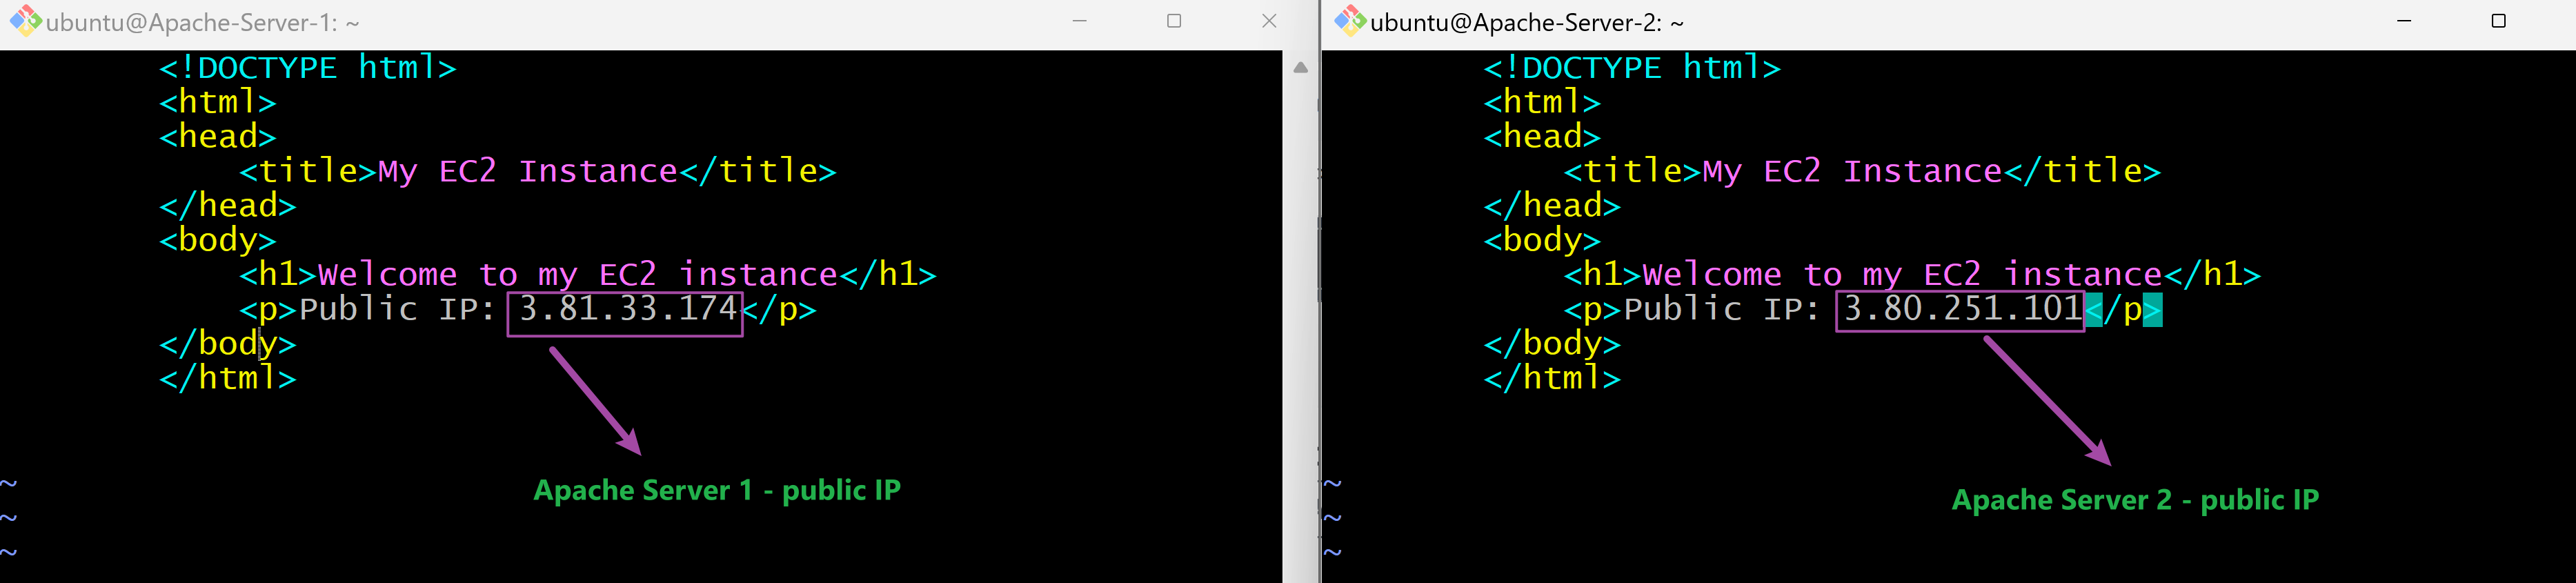 ubuntu@Apache-Server-1: ~
<!DOCTYPE html>
<html>
<head>
    <title>My EC2 Instance</title>
</head>
<body>
    <h1>Welcome to my EC2 instance</h1>
    <p>Public IP: 3.81.33.174</p>
</body>
</html>
Apache Server 1 - public IP
~
~
~
ubuntu@Apache-Server-2: ~
<!DOCTYPE html>
<html>
<head>
    <title>My EC2 Instance</title>
</head>
<body>
    <h1>Welcome to my EC2 instance</h1>
    <p>Public IP: 3.80.251.101</p>
</body>
</html>
~
Apache Server 2 - public IP
~
~